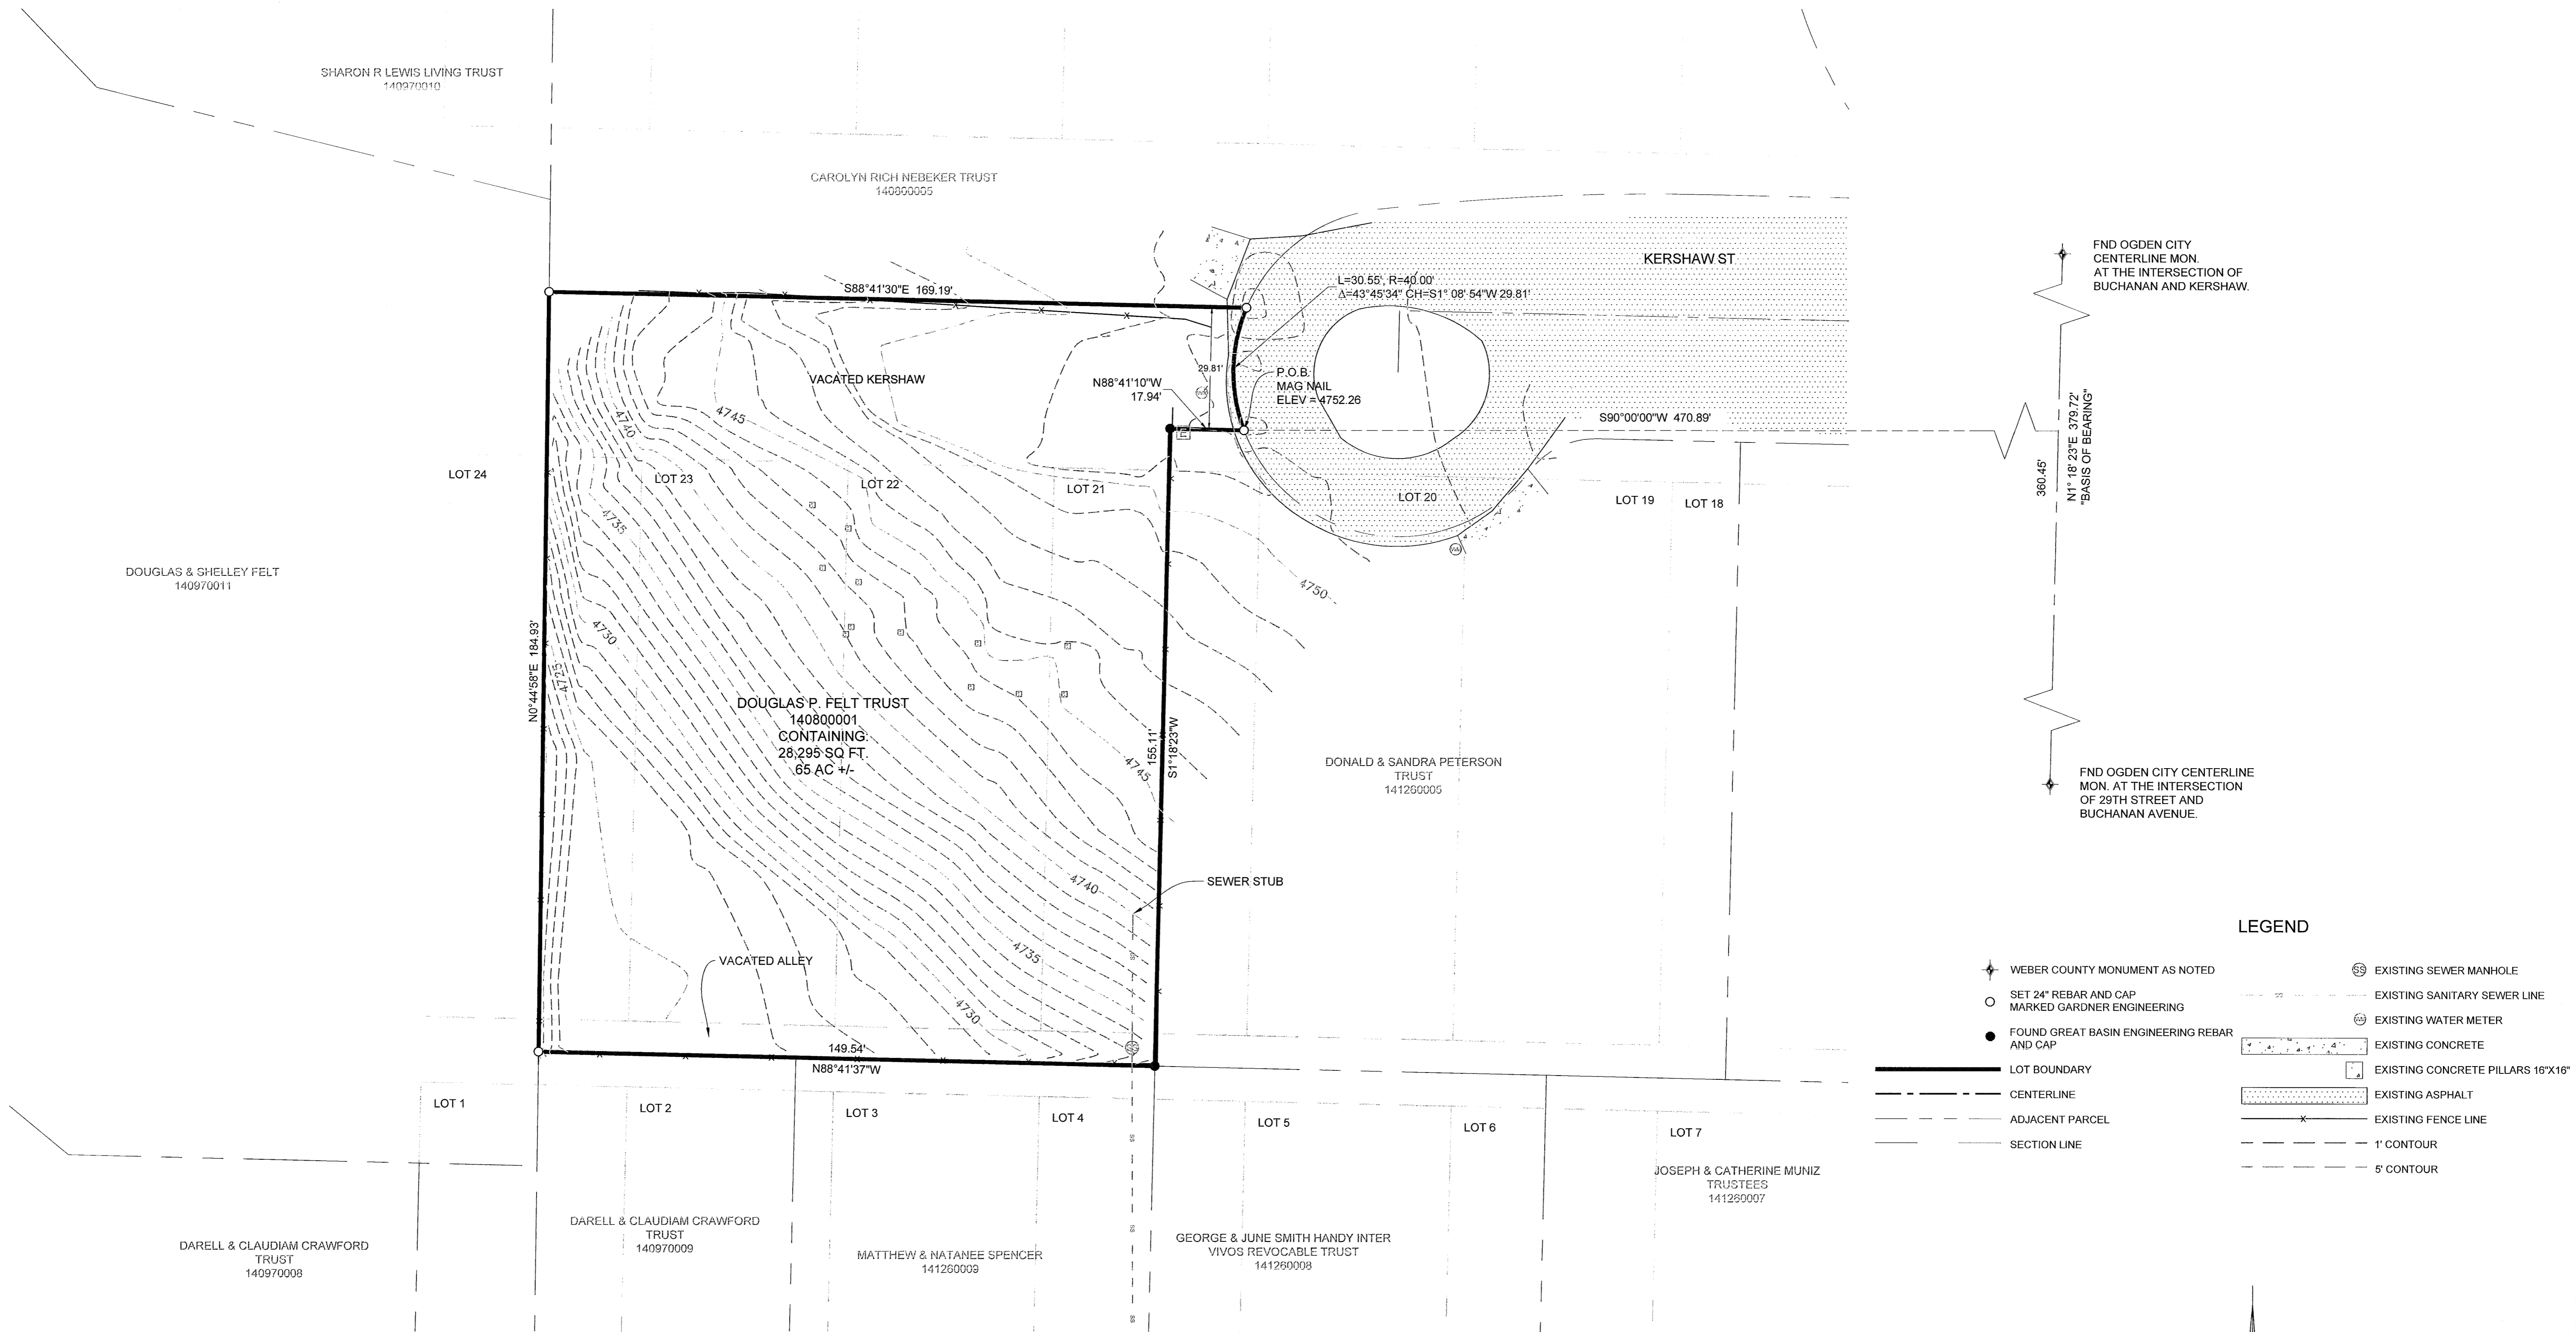 SHARON R LEWIS LIVING TRUST
140970010
CAROLYN RICH NEBEKER TRUST
140800005
KERSHAW ST
FND OGDEN CITY
CENTERLINE MON.
AT THE INTERSECTION OF
BUCHANAN AND KERSHAW.
L=30.55', R=40.00'
Δ=43°45'34" CH=S1° 08' 54"W 29.81'
S88°41'30"E 169.19'
VACATED KERSHAW
29.81'
N88°41'10"W
17.94'
P.O.B.
MAG NAIL
ELEV = 4752.26
S90°00'00"W 470.89'
360.45'
N1° 18' 23"E 379.72'
"BASIS OF BEARING"
4745
4740
LOT 24
LOT 23
LOT 22
LOT 21
LOT 20
LOT 19
LOT 18
4735
DOUGLAS & SHELLEY FELT
140970011
4750
4730
4725
N0°44'58"E 184.93'
DOUGLAS P. FELT TRUST
140800001
CONTAINING:
28,295 SQ FT.
.65 AC +/-
155.11'
S1°18'23"W
4745
DONALD & SANDRA PETERSON
TRUST
141260005
FND OGDEN CITY CENTERLINE
MON. AT THE INTERSECTION
OF 29TH STREET AND
BUCHANAN AVENUE.
4740
SEWER STUB
4735
VACATED ALLEY
4730
SS
149.54'
N88°41'37"W
SS
LOT 1
LOT 2
LOT 3
LOT 4
LOT 5
LOT 6
LOT 7
SS
JOSEPH & CATHERINE MUNIZ
TRUSTEES
141260007
DARELL & CLAUDIAM CRAWFORD
TRUST
140970008
DARELL & CLAUDIAM CRAWFORD
TRUST
140970009
MATTHEW & NATANEE SPENCER
141260009
SS
GEORGE & JUNE SMITH HANDY INTER
VIVOS REVOCABLE TRUST
141260008
SS
LEGEND
WEBER COUNTY MONUMENT AS NOTED
SET 24" REBAR AND CAP
MARKED GARDNER ENGINEERING
FOUND GREAT BASIN ENGINEERING REBAR
AND CAP
LOT BOUNDARY
CENTERLINE
ADJACENT PARCEL
SECTION LINE
SS EXISTING SEWER MANHOLE
EXISTING SANITARY SEWER LINE
EXISTING WATER METER
EXISTING CONCRETE
EXISTING CONCRETE PILLARS 16"X16"
EXISTING ASPHALT
EXISTING FENCE LINE
1' CONTOUR
5' CONTOUR